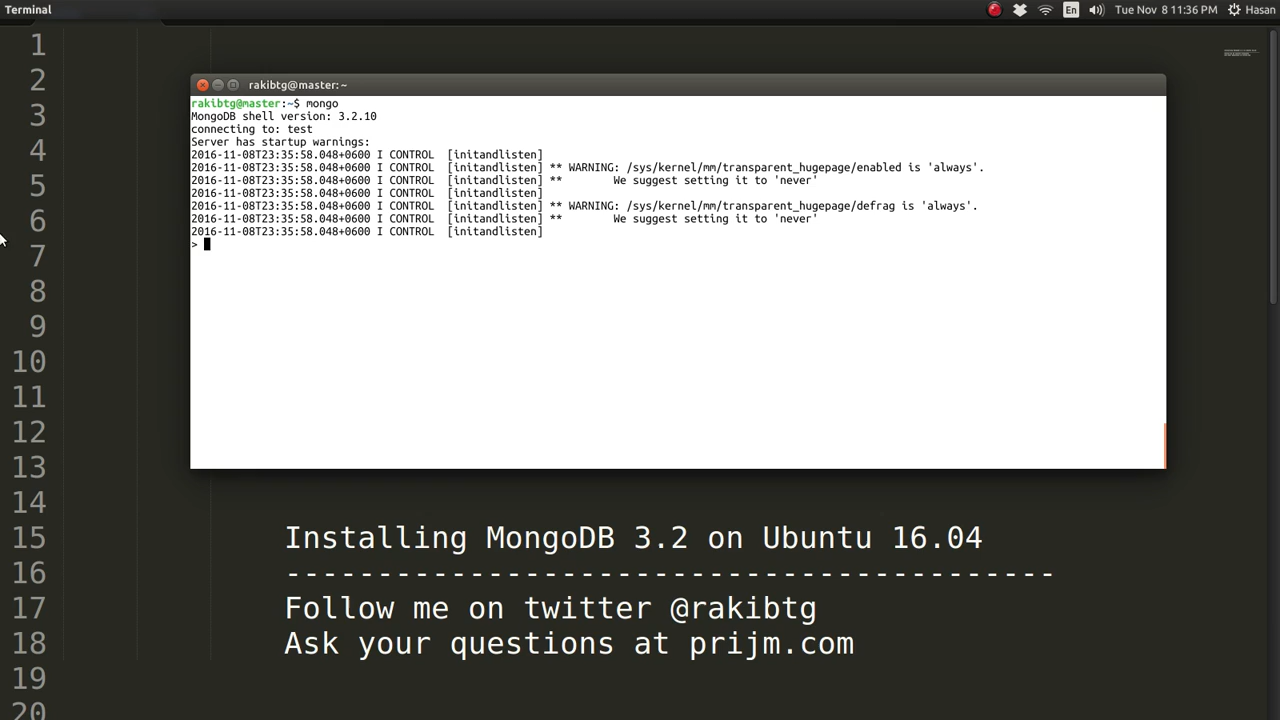 Terminal
En
Tue Nov 8 11:36 PM
Hasan
rakibtg@master: ~
rakibtg@master:~$ mongo
MongoDB shell version: 3.2.10
connecting to: test
Server has startup warnings:
2016-11-08T23:35:58.048+0600 I CONTROL  [initandlisten]
2016-11-08T23:35:58.048+0600 I CONTROL  [initandlisten] ** WARNING: /sys/kernel/mm/transparent_hugepage/enabled is 'always'.
2016-11-08T23:35:58.048+0600 I CONTROL  [initandlisten] **        We suggest setting it to 'never'
2016-11-08T23:35:58.048+0600 I CONTROL  [initandlisten]
2016-11-08T23:35:58.048+0600 I CONTROL  [initandlisten] ** WARNING: /sys/kernel/mm/transparent_hugepage/defrag is 'always'.
2016-11-08T23:35:58.048+0600 I CONTROL  [initandlisten] **        We suggest setting it to 'never'
2016-11-08T23:35:58.048+0600 I CONTROL  [initandlisten]
>
1
2
3
4
5
6
7
8
9
10
11
12
13
14
15 Installing MongoDB 3.2 on Ubuntu 16.04
16 ------------------------------------------
17 Follow me on twitter @rakibtg
18 Ask your questions at prijm.com
19
20